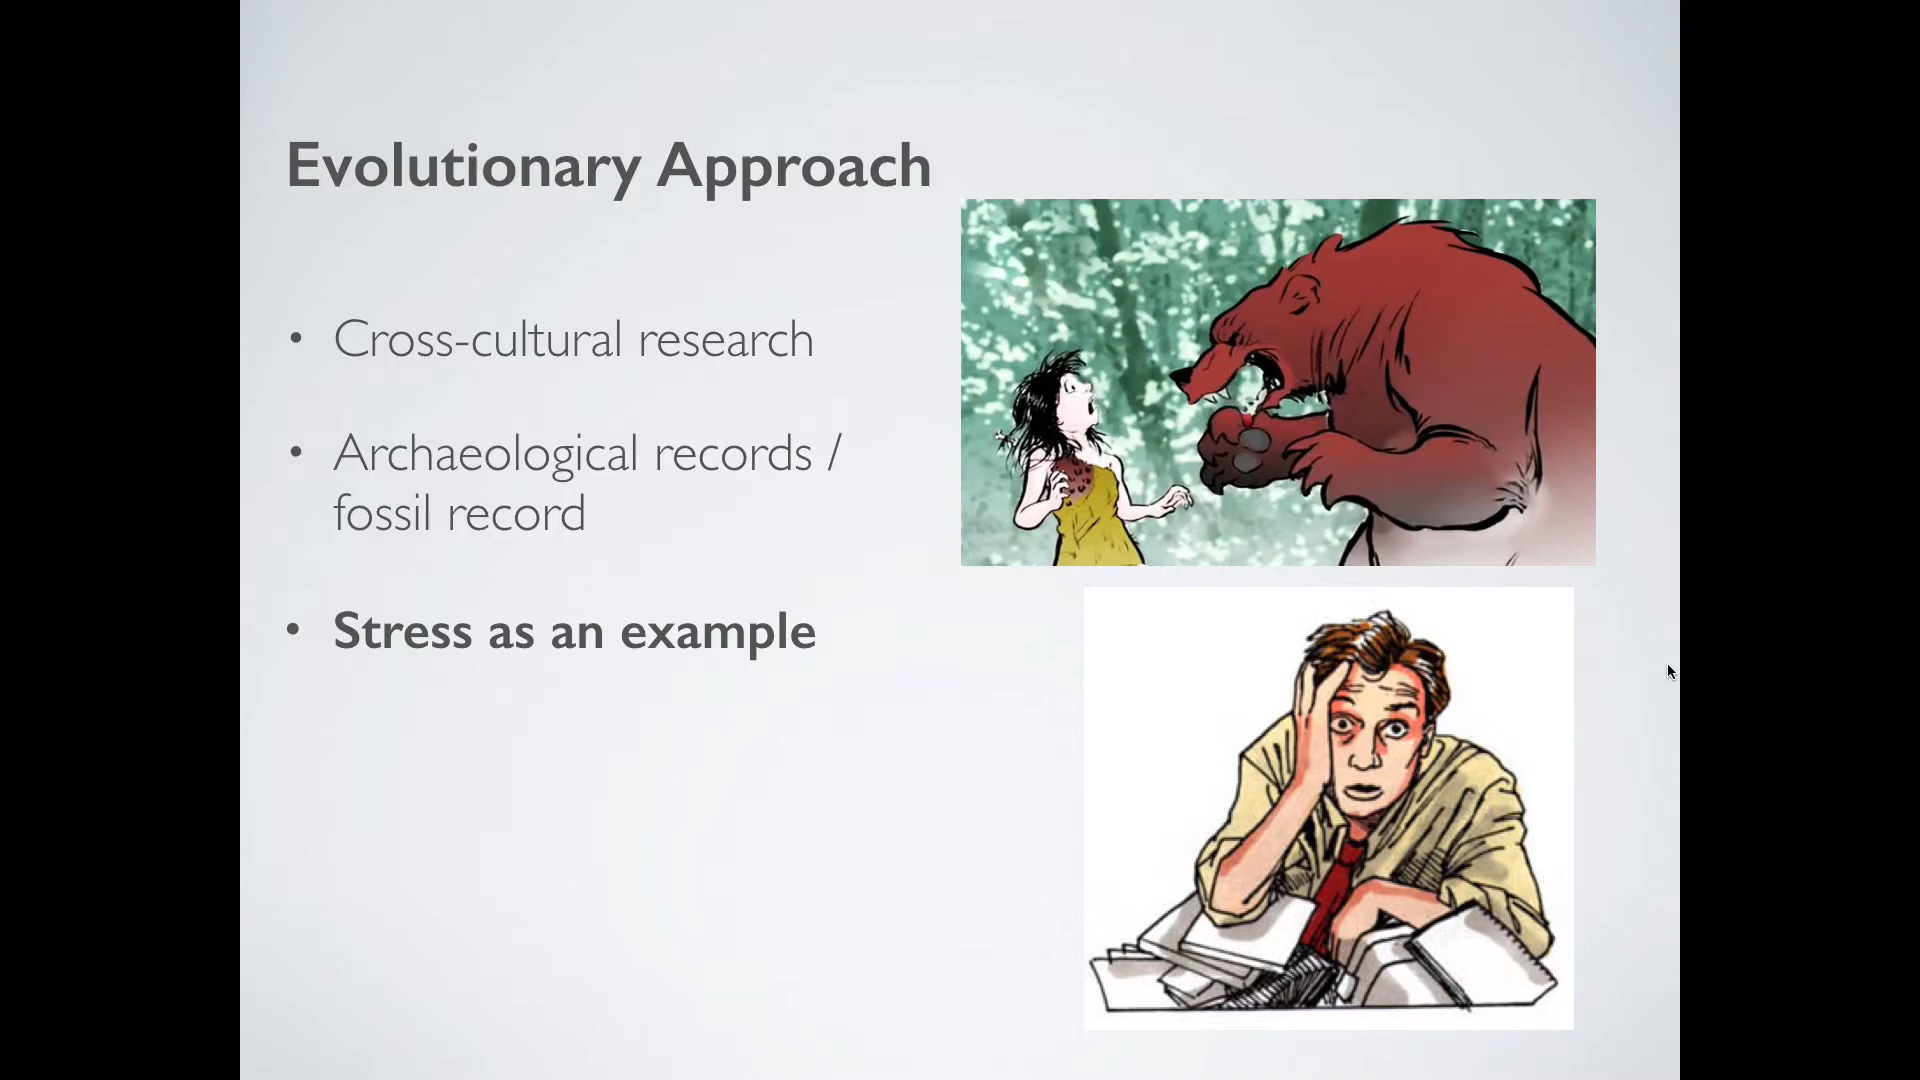 Evolutionary Approach
• Cross-cultural research
• Archaeological records /
fossil record
• Stress as an example